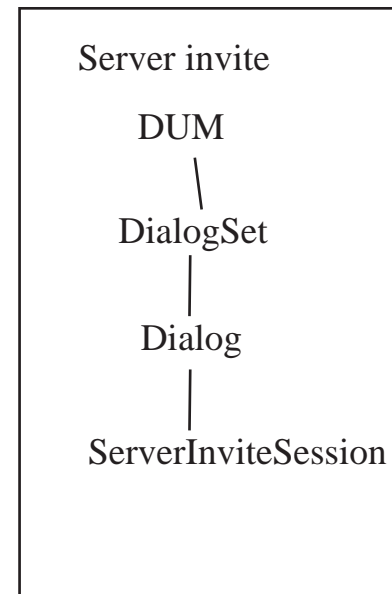 Server invite
DUM
DialogSet
Dialog
ServerInviteSession